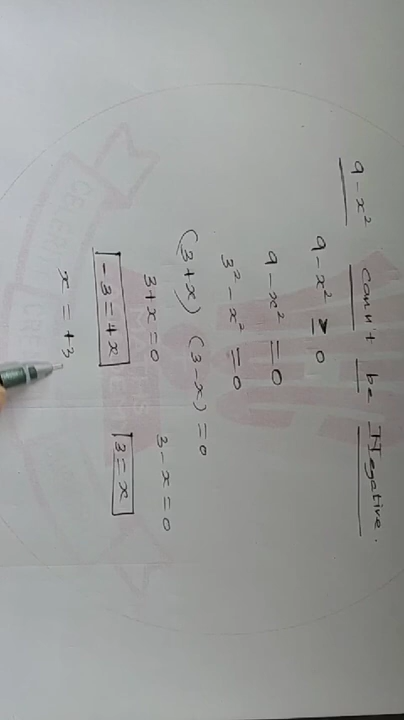 9 - x² cann't be Negative.
9 - x² ≥ 0
9 - x² = 0
3² - x² = 0
(3+x) (3-x) = 0
3+x=0 3-x=0
-3=+x 3=x
x = +3